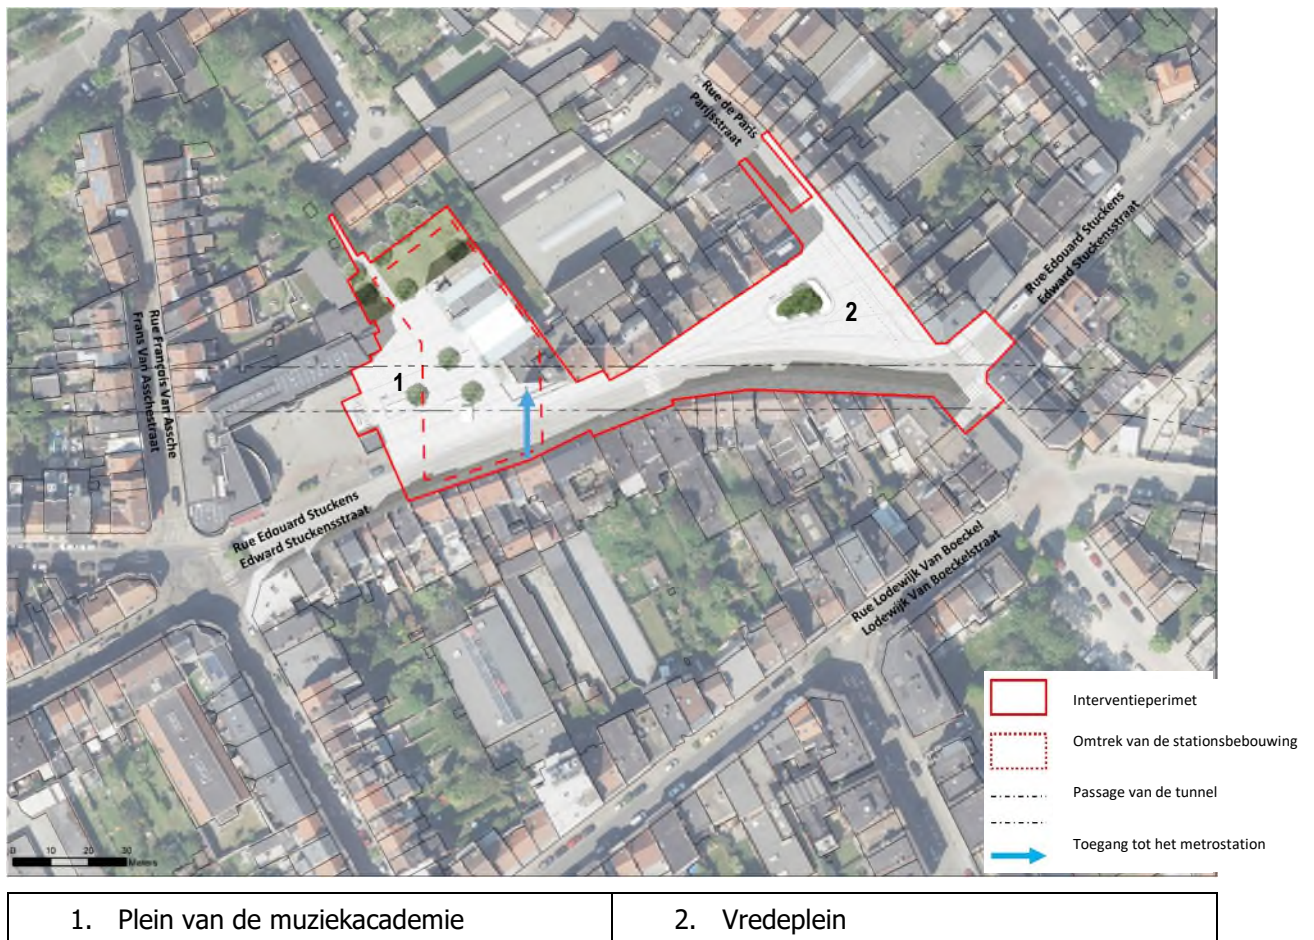 Rue de Paris
Parijsstraat
Rue Edouard Stuckens
Edward Stuckensstraat
2
1
Rue François Van Assche
Frans Van Asschestraat
Rue Edouard Stuckens
Edward Stuckensstraat
Rue Lodewijk Van Boeckel
Lodewijk Van Boeckelstraat
Interventieperimet
Omtrek van de stationsbebouwing
Passage van de tunnel
Toegang tot het metrostation
0 10 20 30
Meters
1. Plein van de muziekacademie
2. Vredeplein